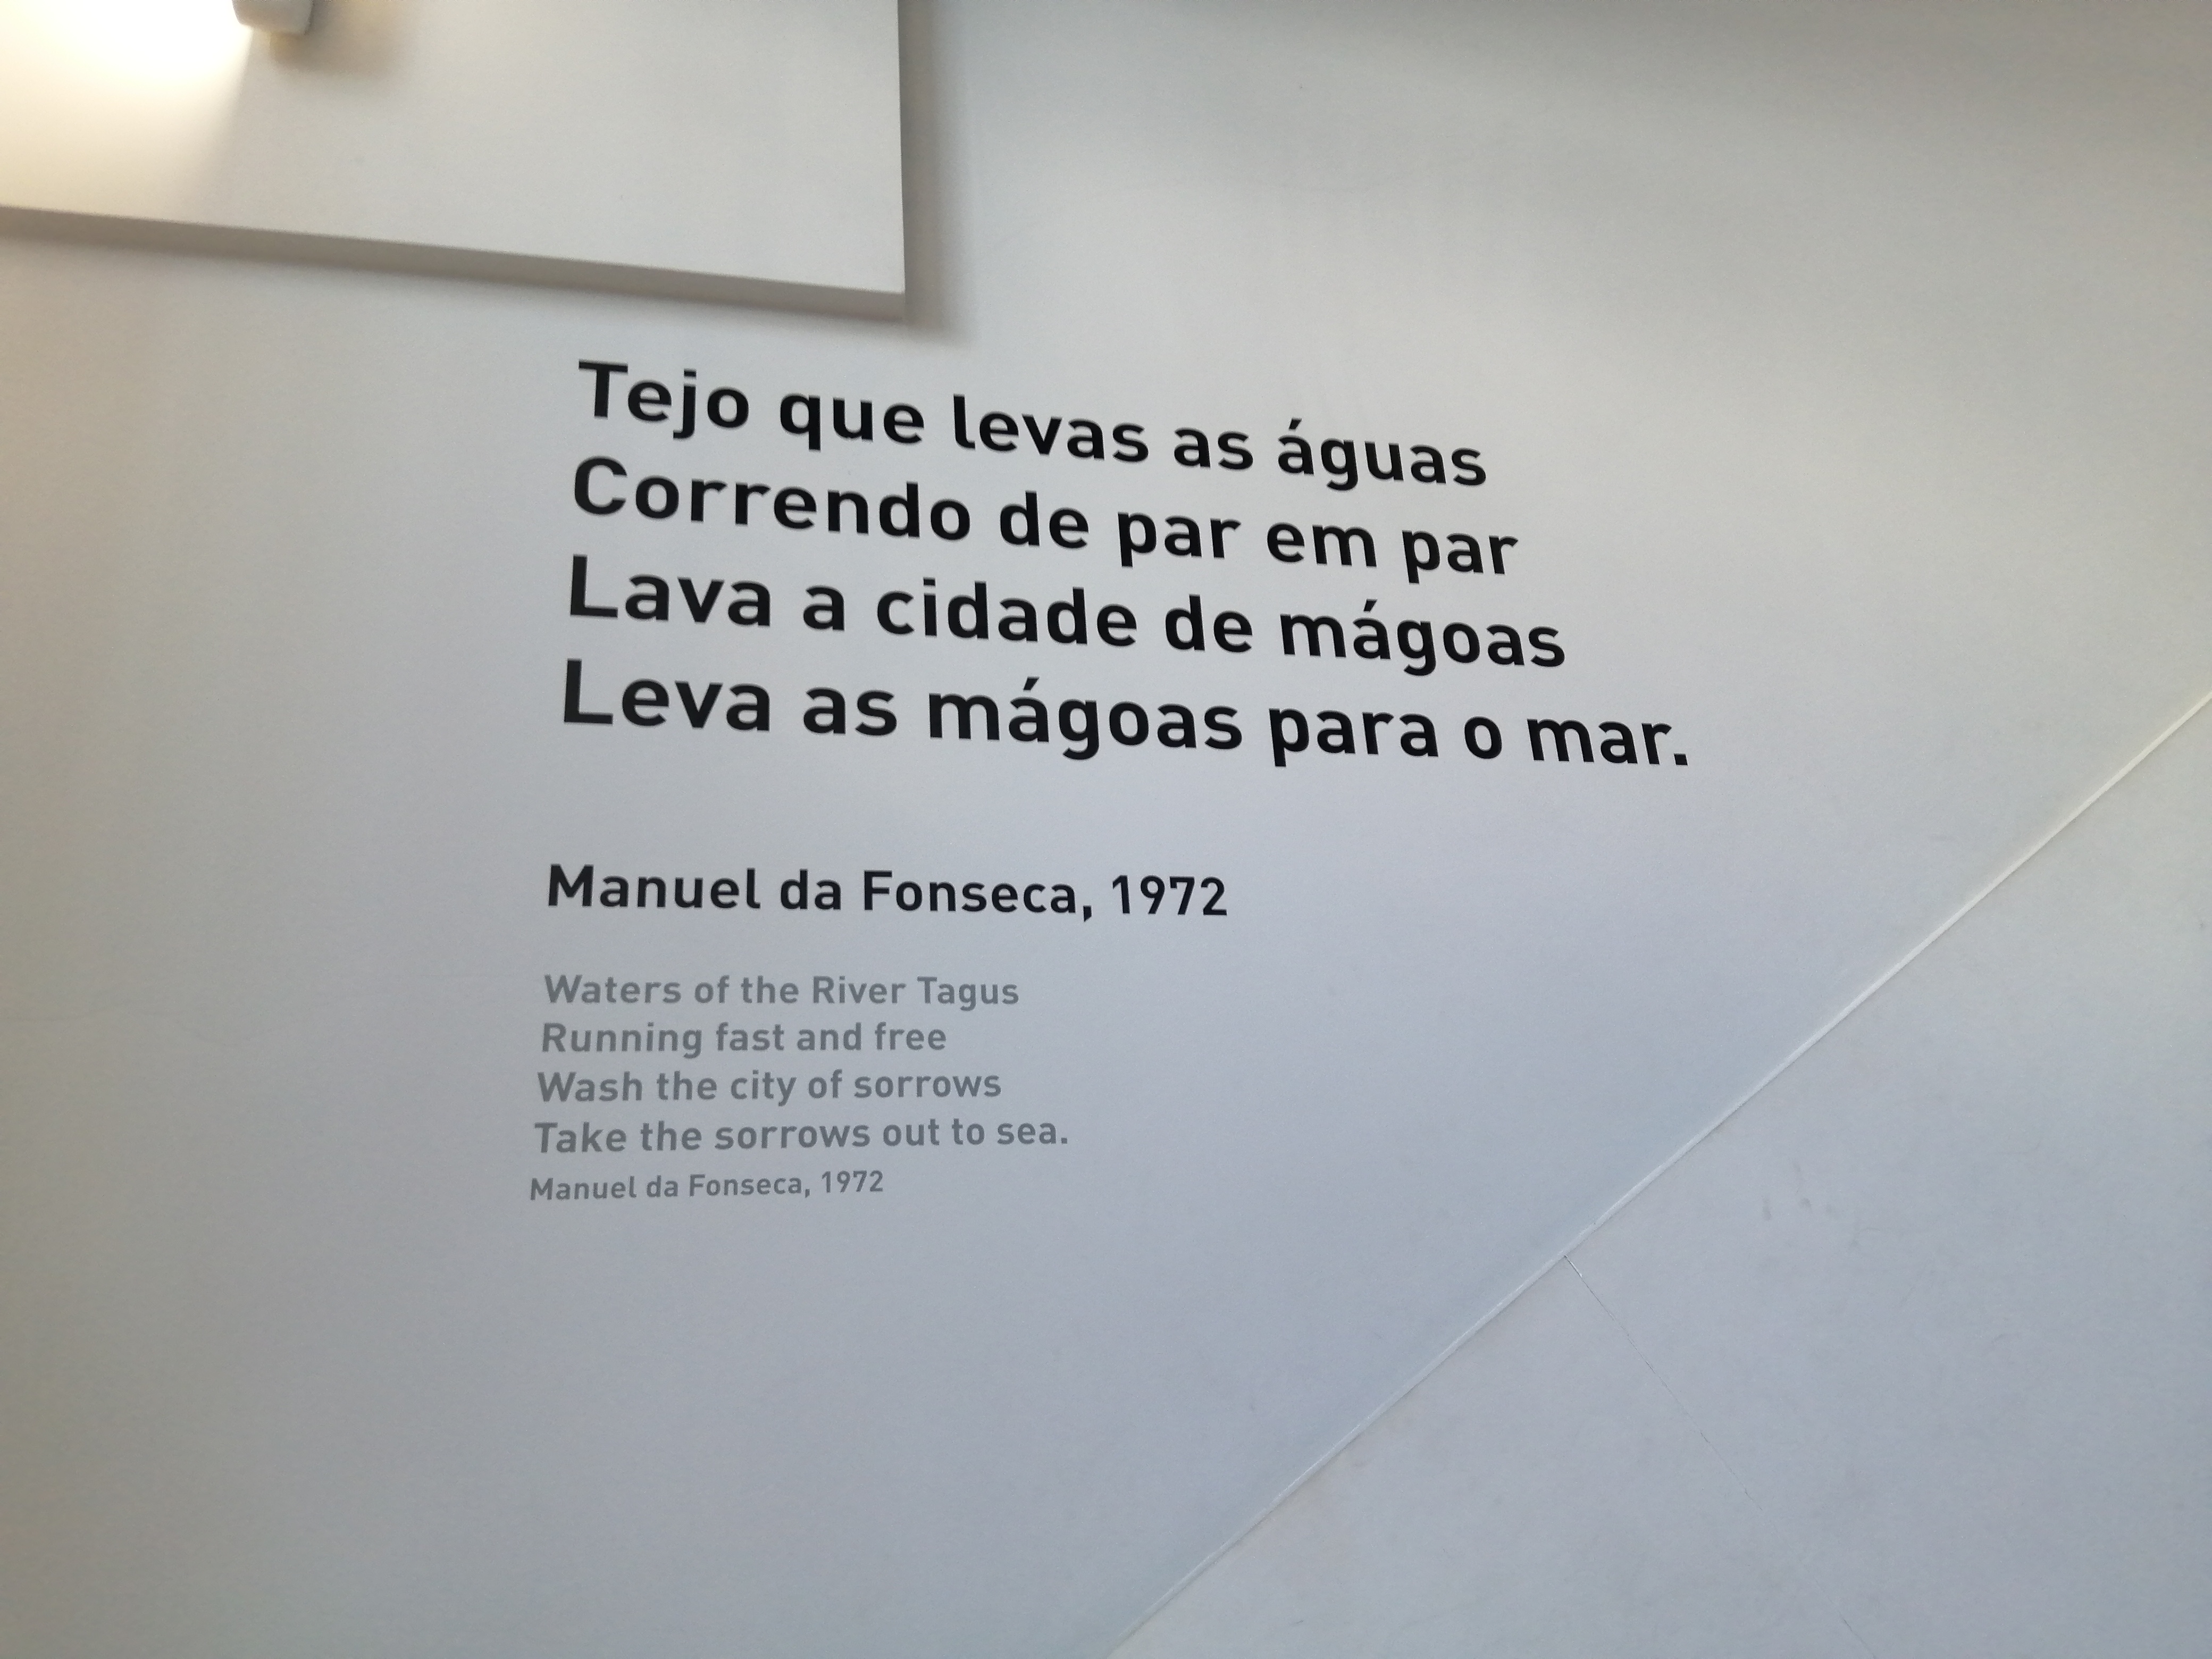 Tejo que levas as águas
Correndo de par em par
Lava a cidade de mágoas
Leva as mágoas para o mar.
Manuel da Fonseca, 1972
Waters of the River Tagus
Running fast and free
Wash the city of sorrows
Take the sorrows out to sea.
Manuel da Fonseca, 1972